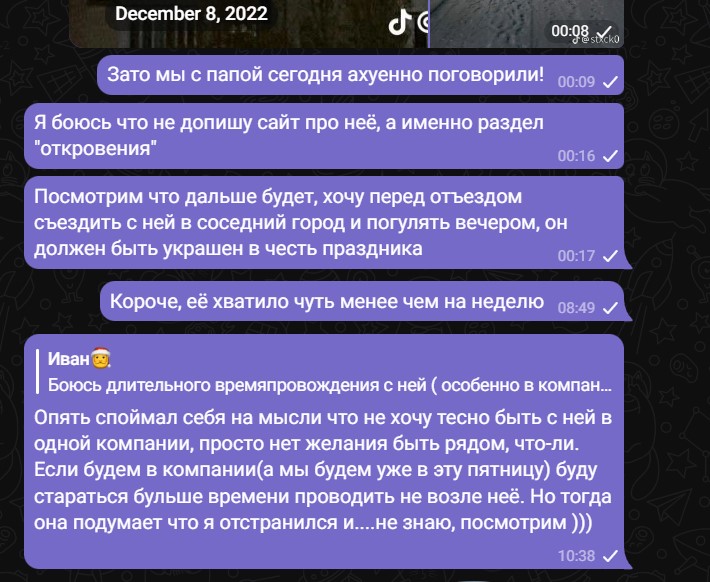 December 8, 2022
00:08
@stxck0
Зато мы с папой сегодня ахуенно поговорили!
00:09
Я боюсь что не допишу сайт про неё, а именно раздел
"откровения"
00:16
Посмотрим что дальше будет, хочу перед отъездом
съездить с ней в соседний город и погулять вечером, он
должен быть украшен в честь праздника
00:17
Короче, её хватило чуть менее чем на неделю
08:49
Иван
Боюсь длительного времяпровождения с ней ( особенно в компан...
Опять споймал себя на мысли что не хочу тесно быть с ней в
одной компании, просто нет желания быть рядом, что-ли.
Если будем в компании(а мы будем уже в эту пятницу) буду
стараться бульше времени проводить не возле неё. Но тогда
она подумает что я отстранился и....не знаю, посмотрим )))
10:38